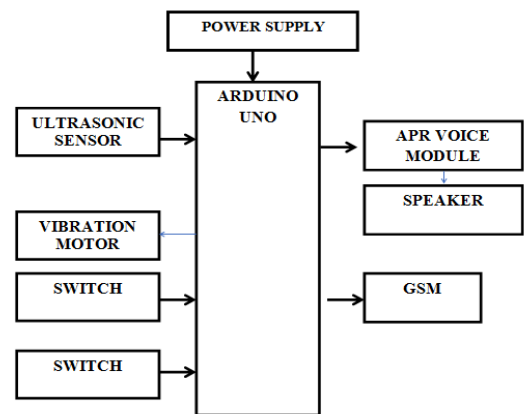 POWER SUPPLY
ARDUINO
UNO
ULTRASONIC
SENSOR
APR VOICE
MODULE
SPEAKER
VIBRATION
MOTOR
SWITCH
GSM
SWITCH